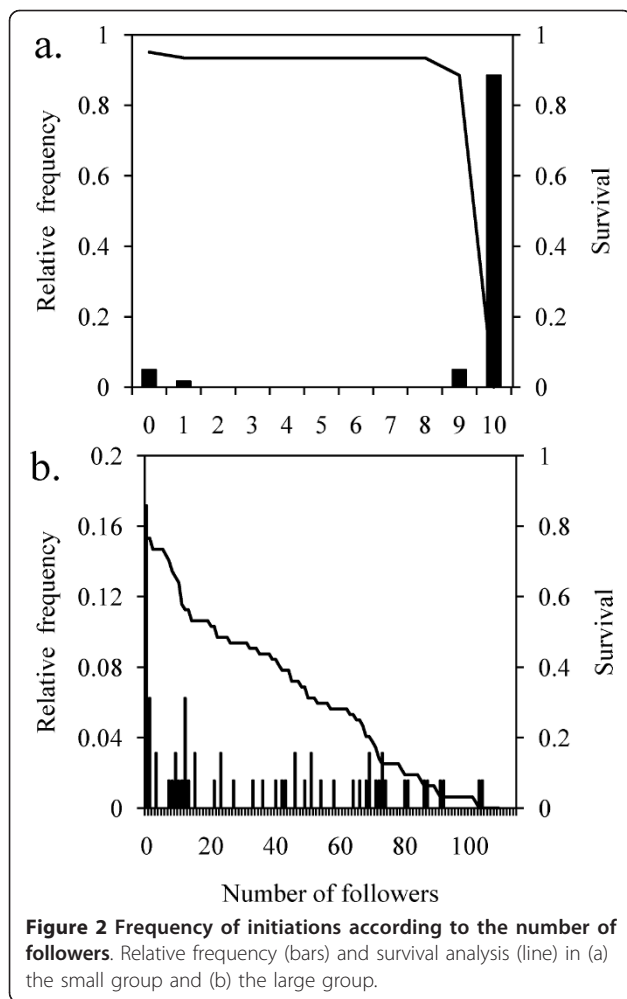 a.
1
0.8
0.6
0.4
0.2
0
Relative frequency
1
0.8
0.6
0.4
0.2
0
Survival
0 1 2 3 4 5 6 7 8 9 10
b.
0.2
0.16
0.12
0.08
0.04
0
Relative frequency
1
0.8
0.6
0.4
0.2
0
Survival
0 20 40 60 80 100
Number of followers
Figure 2 Frequency of initiations according to the number of
followers. Relative frequency (bars) and survival analysis (line) in (a)
the small group and (b) the large group.